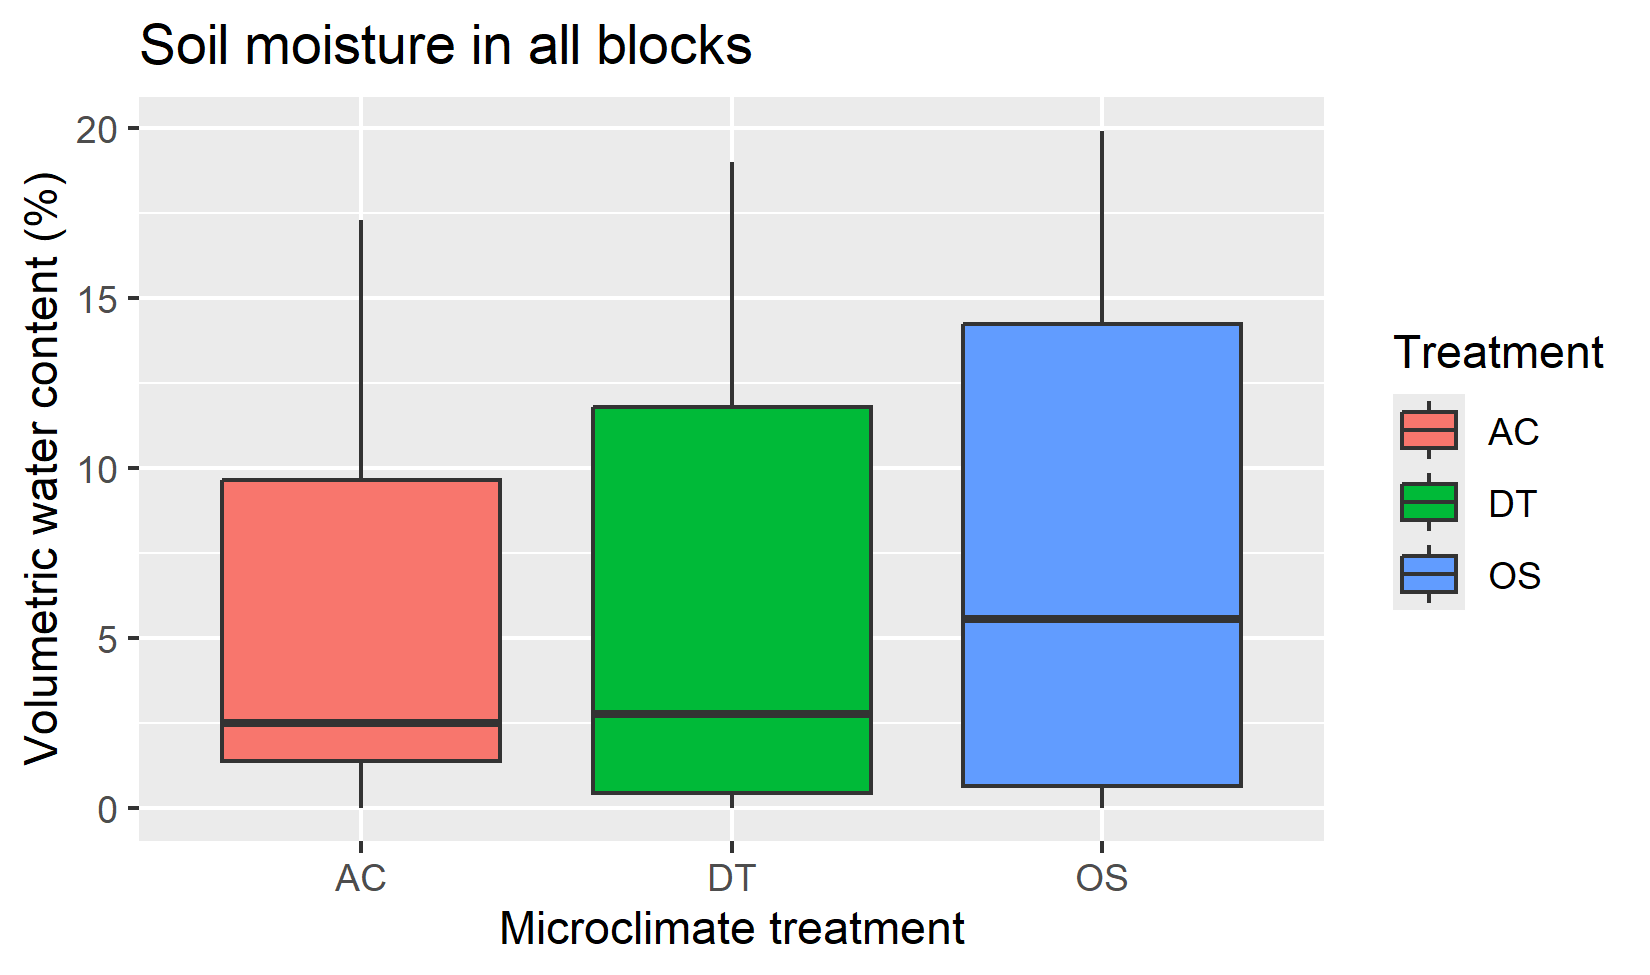 Soil moisture in all blocks
Volumetric water content (%)
20
15
10
5
0
AC DT OS
Microclimate treatment
Treatment
AC
DT
OS